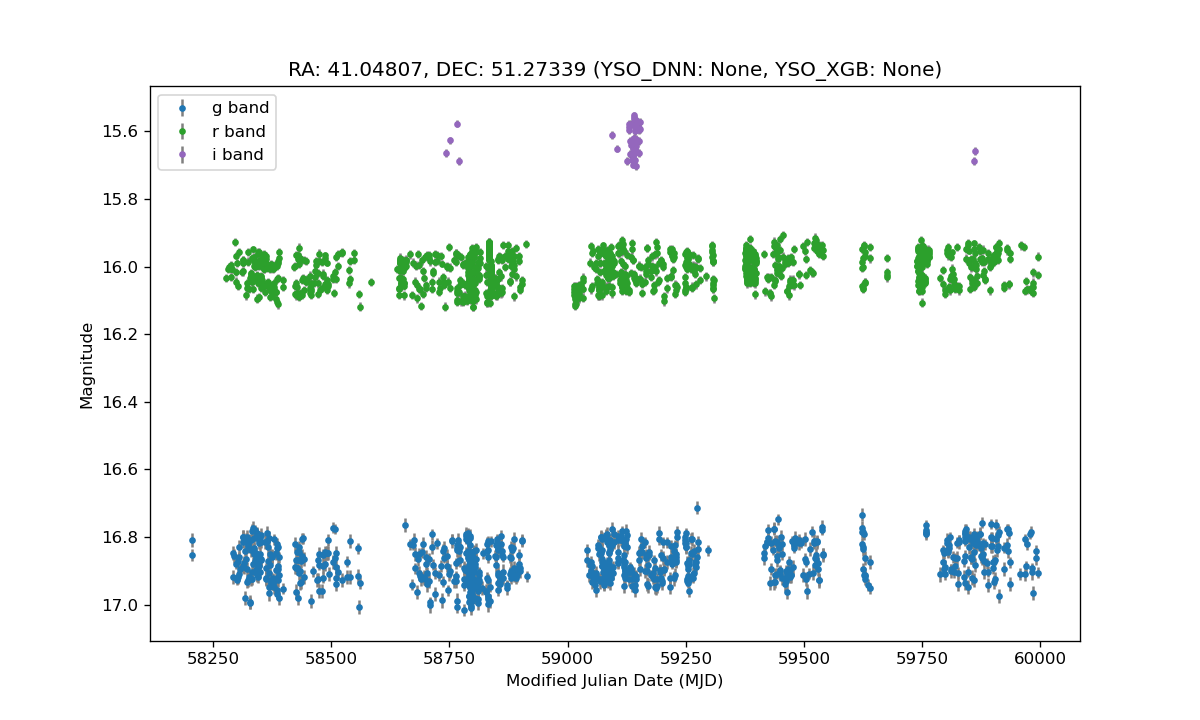 RA: 41.04807, DEC: 51.27339 (YSO_DNN: None, YSO_XGB: None)
g band
r band
i band
15.6
15.8
16.0
16.2
16.4
16.6
16.8
17.0
Magnitude
58250 58500 58750 59000 59250 59500 59750 60000
Modified Julian Date (MJD)